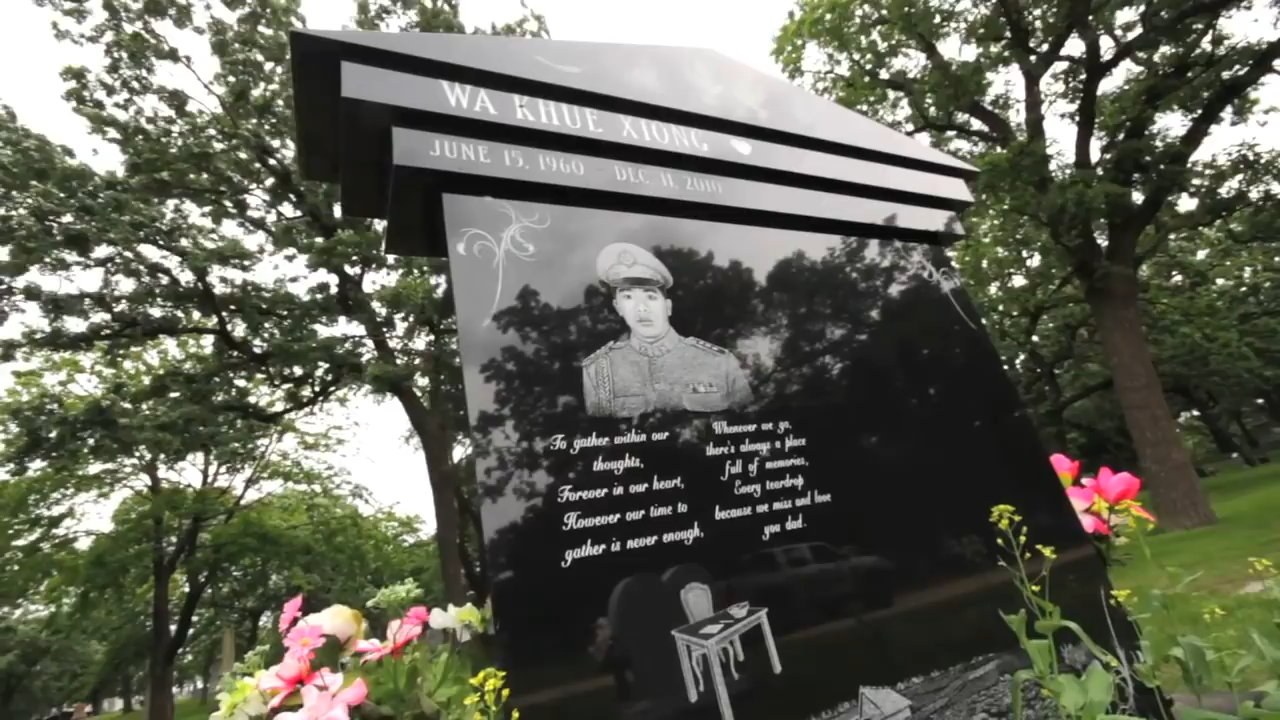 WA KHUE XIONG
JUNE 15, 1960 DEC. 11, 2010
To gather within our
thoughts,
Forever in our heart,
However our time to
gather is never enough,
Whenever we go,
there's always a place
full of memories,
Every teardrop
because we miss and love
you dad.